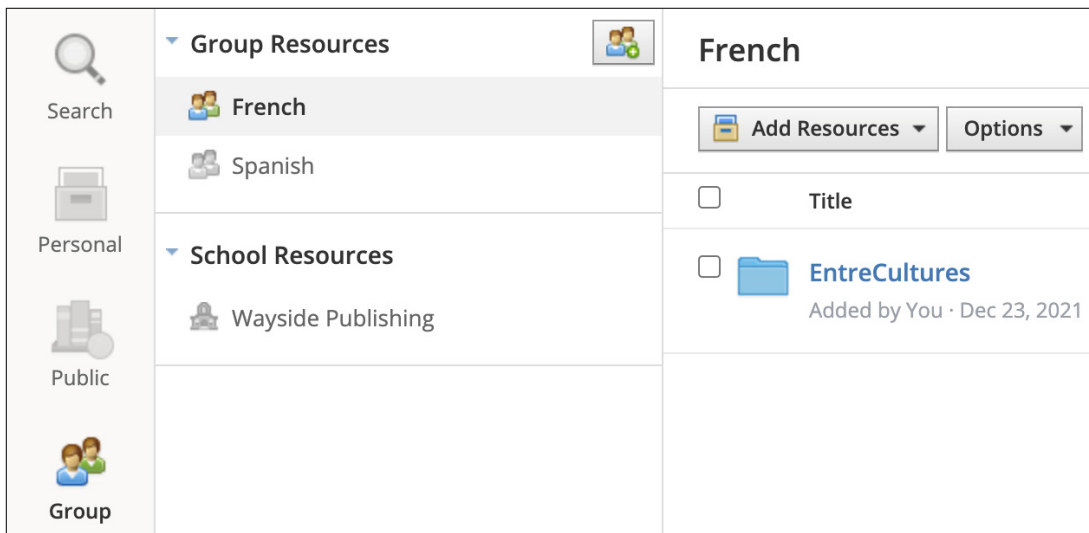 Search
Personal
Public
Group
Group Resources
French
Spanish
School Resources
Wayside Publishing
French
Add Resources
Options
Title
EntreCultures
Added by You · Dec 23, 2021